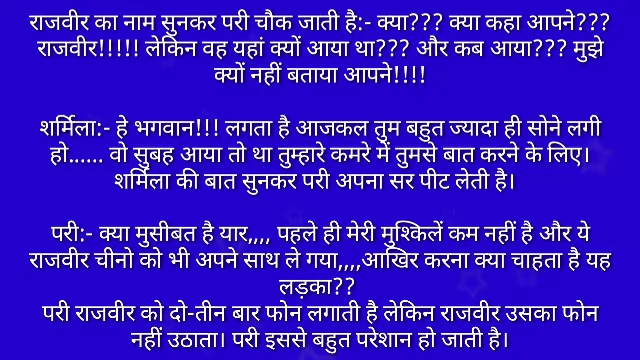 राजवीर का नाम सुनकर परी चौक जाती है:- क्या??? क्या कहा आपने???
राजवीर!!!!! लेकिन वह यहां क्यों आया था??? और कब आया??? मुझे
क्यों नहीं बताया आपने!!!!
शर्मिला:- हे भगवान!!! लगता है आजकल तुम बहुत ज्यादा ही सोने लगी
हो...... वो सुबह आया तो था तुम्हारे कमरे में तुमसे बात करने के लिए।
शर्मिला की बात सुनकर परी अपना सर पीट लेती है।
परी:- क्या मुसीबत है यार,,,, पहले ही मेरी मुश्किलें कम नहीं है और ये
राजवीर चीनो को भी अपने साथ ले गया,,,,आखिर करना क्या चाहता है यह
लड़का??
परी राजवीर को दो-तीन बार फोन लगाती है लेकिन राजवीर उसका फोन
नहीं उठाता। परी इससे बहुत परेशान हो जाती है।